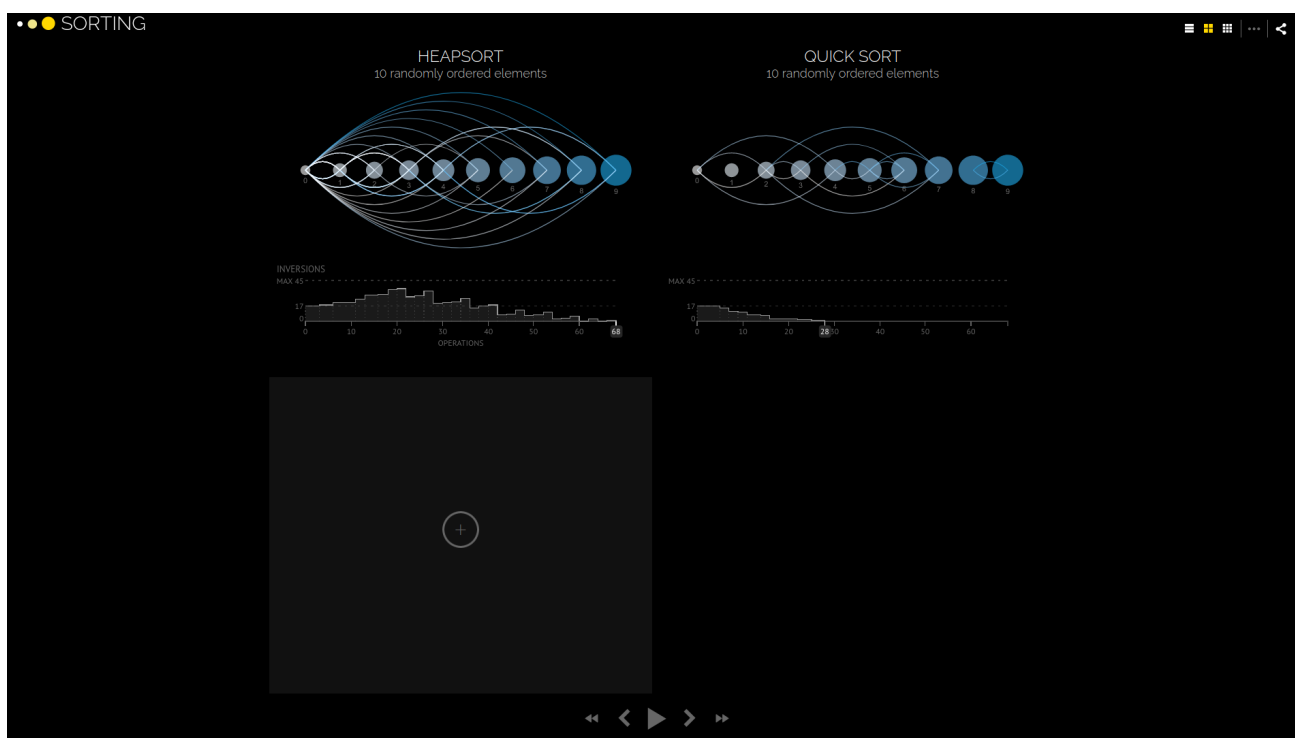 SORTING
HEAPSORT
10 randomly ordered elements
0 1 2 3 4 5 6 7 8 9
INVERSIONS
MAX 45
17
0
0 10 20 30 40 50 60 68
OPERATIONS
QUICK SORT
10 randomly ordered elements
0 1 2 3 4 5 6 7 8 9
MAX 45
17
0
0 10 20 28 30 40 50 60